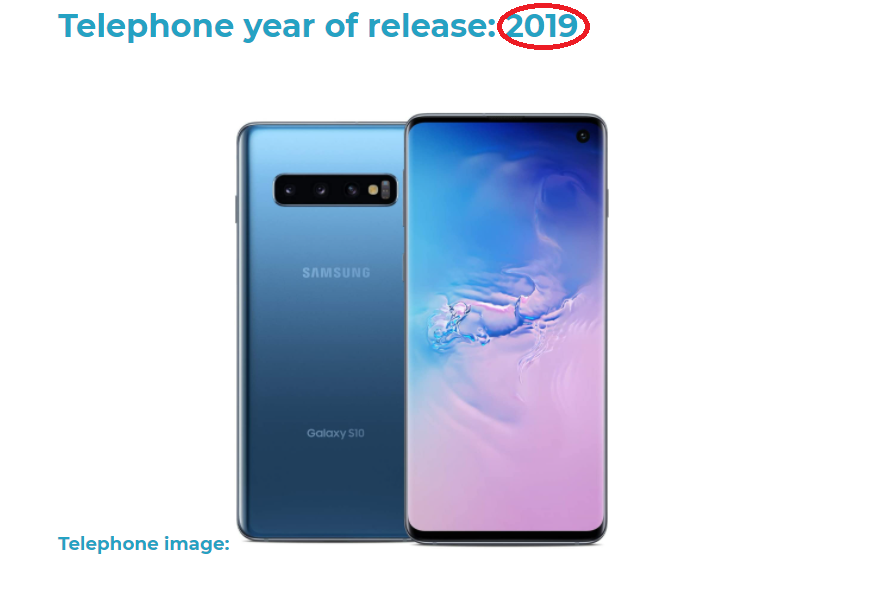 Telephone year of release: 2019
SAMSUNG
Galaxy S10
Telephone image: